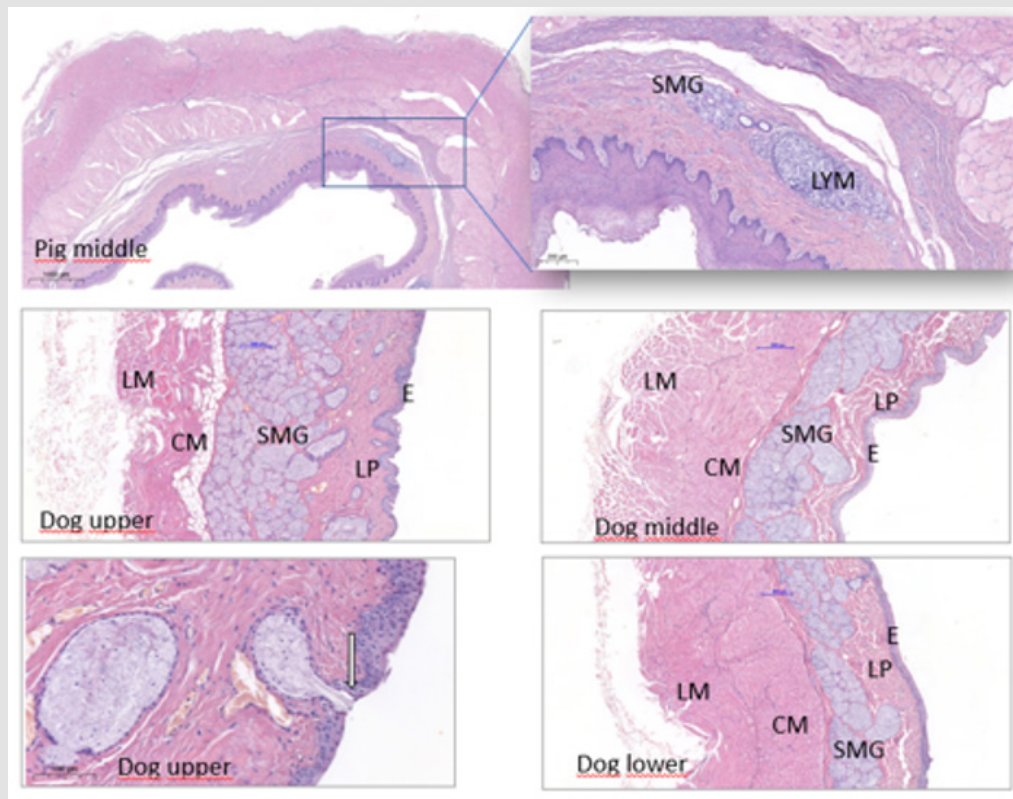 SMG
LYM
Pig middle
LM
CM
SMG
E
LP
Dog upper
LM
LP
SMG
E
CM
Dog middle
Dog upper
E
LP
LM
CM
SMG
Dog lower